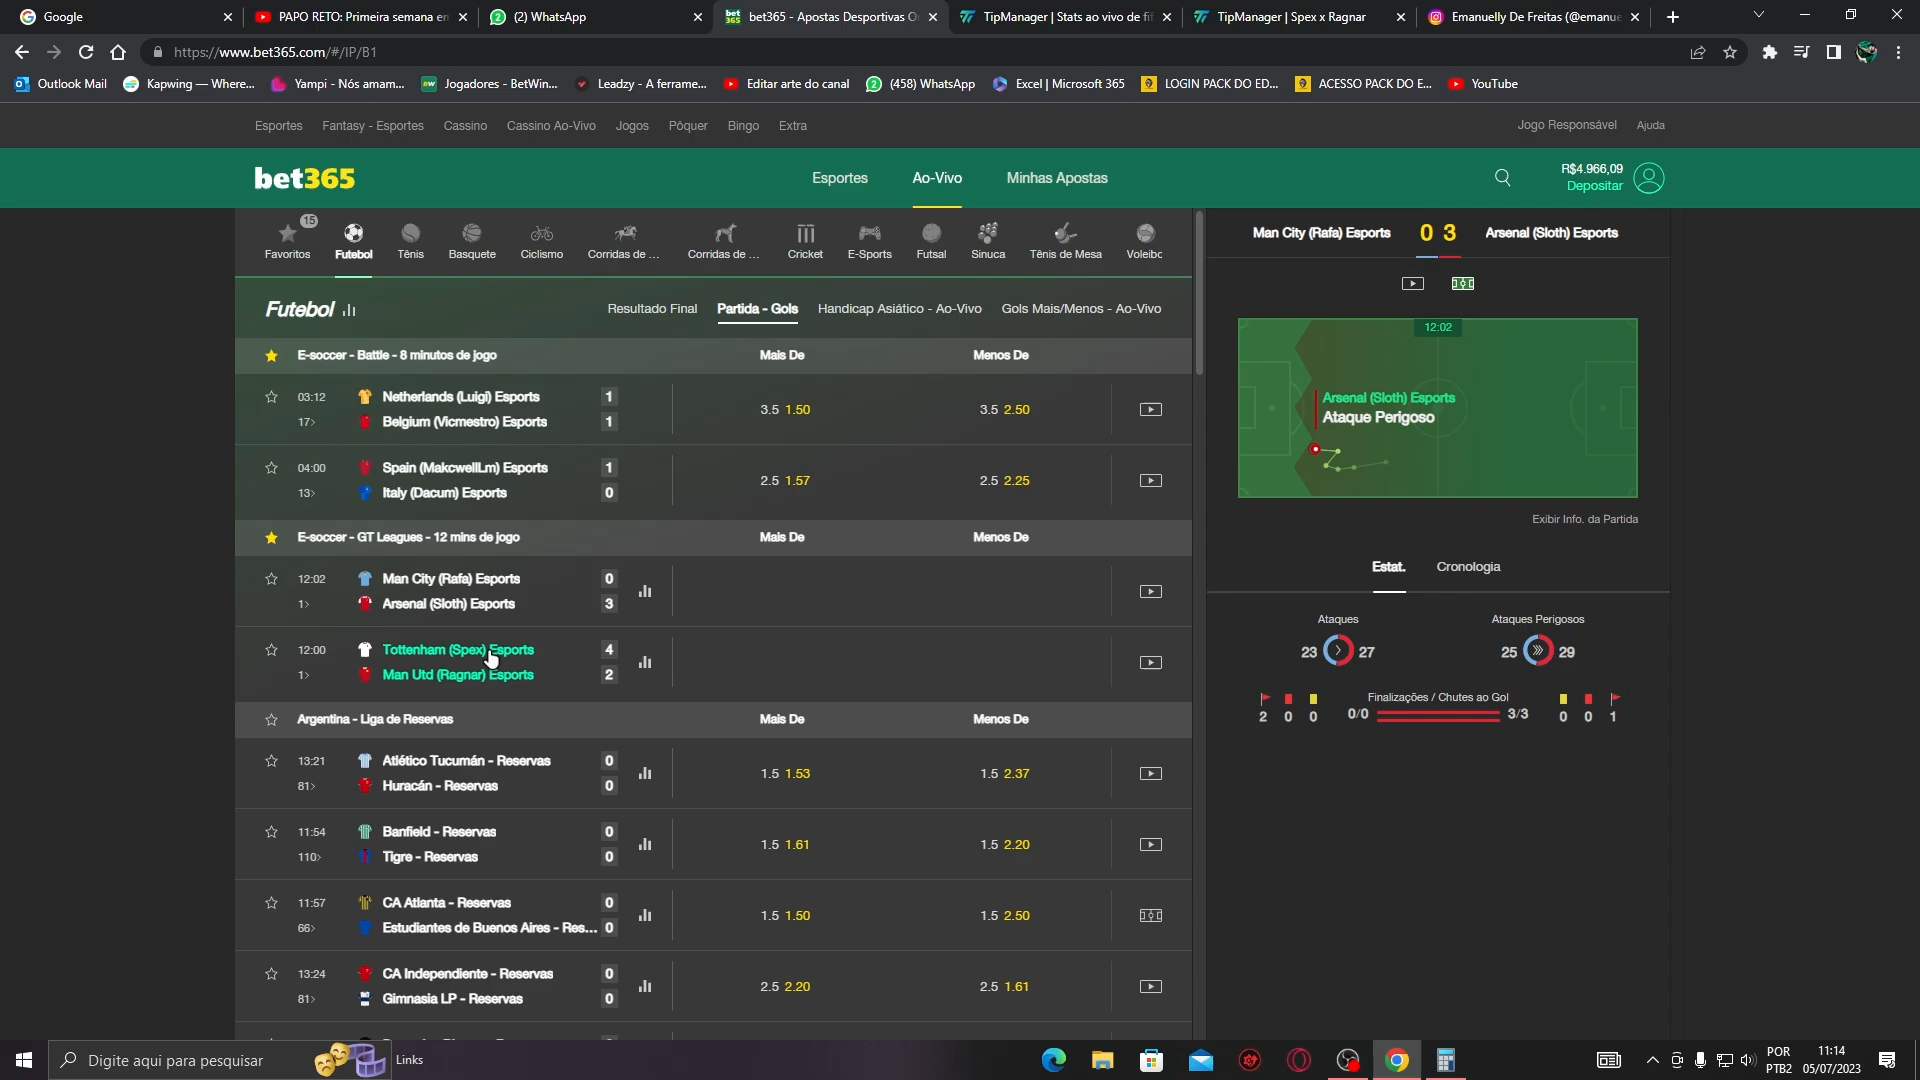 Google
PAPO RETO: Primeira semana en
(2) WhatsApp
bet365 - Apostas Desportivas O
TipManager | Stats ao vivo de fif
TipManager | Spex x Ragnar
Emanuelly De Freitas (@emanue
https://www.bet365.com/#/IP/B1
Outlook Mail
Kapwing — Where...
Yampi - Nós amam...
Jogadores - BetWin...
Leadzy - A ferrame...
Editar arte do canal
(458) WhatsApp
Excel | Microsoft 365
LOGIN PACK DO ED...
ACESSO PACK DO E...
YouTube
Esportes
Fantasy - Esportes
Cassino
Cassino Ao-Vivo
Jogos
Pôquer
Bingo
Extra
Jogo Responsável
Ajuda
bet365
Esportes
Ao-Vivo
Minhas Apostas
R$4.966,09
Depositar
15
Favoritos
Futebol
Tênis
Basquete
Ciclismo
Corridas de ...
Corridas de ...
Cricket
E-Sports
Futsal
Sinuca
Tênis de Mesa
Voleibc
Futebol
Resultado Final
Partida - Gols
Handicap Asiático - Ao-Vivo
Gols Mais/Menos - Ao-Vivo
E-soccer - Battle - 8 minutos de jogo
Mais De
Menos De
03:12 Netherlands (Luigi) Esports 1
17> Belgium (Vicmestro) Esports 1
3.5 1.50
3.5 2.50
04:00 Spain (MakcwellLm) Esports 1
13> Italy (Dacum) Esports 0
2.5 1.57
2.5 2.25
E-soccer - GT Leagues - 12 mins de jogo
Mais De
Menos De
12:02 Man City (Rafa) Esports 0
1> Arsenal (Sloth) Esports 3
12:00 Tottenham (Spex) Esports 4
1> Man Utd (Ragnar) Esports 2
Argentina - Liga de Reservas
Mais De
Menos De
13:21 Atlético Tucumán - Reservas 0
81> Huracán - Reservas 0
1.5 1.53
1.5 2.37
11:54 Banfield - Reservas 0
110> Tigre - Reservas 0
1.5 1.61
1.5 2.20
11:57 CA Atlanta - Reservas 0
66> Estudiantes de Buenos Aires - Res... 0
1.5 1.50
1.5 2.50
13:24 CA Independiente - Reservas 0
81> Gimnasia LP - Reservas 0
2.5 2.20
2.5 1.61
Man City (Rafa) Esports 0 3 Arsenal (Sloth) Esports
12:02
Arsenal (Sloth) Esports
Ataque Perigoso
Exibir Info. da Partida
Estat.
Cronologia
Ataques
23 27
Ataques Perigosos
25 29
Finalizações / Chutes ao Gol
2 0 0
0/0 3/3
0 0 1
Digite aqui para pesquisar
Links
POR
PTB2
11:14
05/07/2023